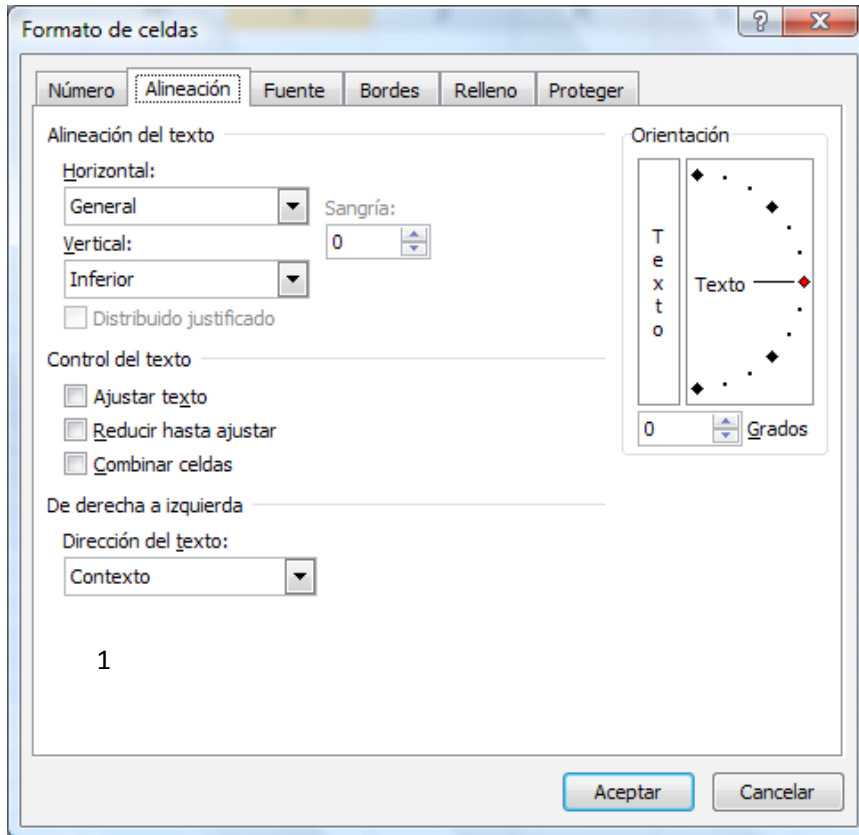 Formato de celdas
Número Alineación Fuente Bordes Relleno Proteger
Alineación del texto
Horizontal:
General
Sangría:
0
Vertical:
Inferior
Distribuido justificado
Control del texto
Ajustar texto
Reducir hasta ajustar
Combinar celdas
De derecha a izquierda
Dirección del texto:
Contexto
1
Orientación
Texto
Texto
0 Grados
Aceptar Cancelar